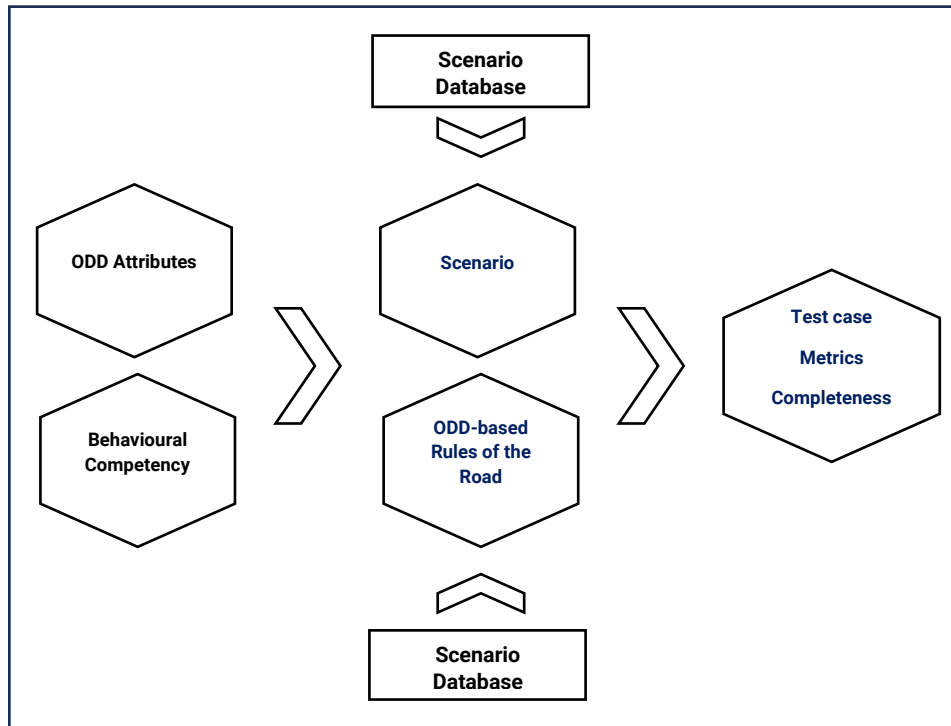 Scenario
Database
ODD Attributes
Behavioural
Competency
Scenario
ODD-based
Rules of the
Road
Test case
Metrics
Completeness
Scenario
Database